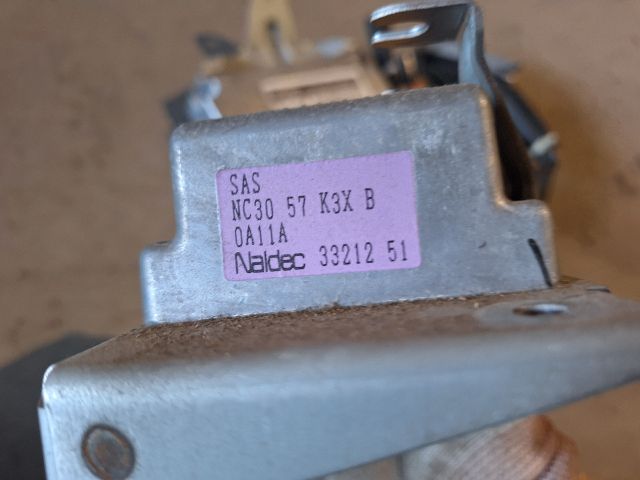 SAS
NC30 57 K3X B
0A11A
Naldec 33212 51